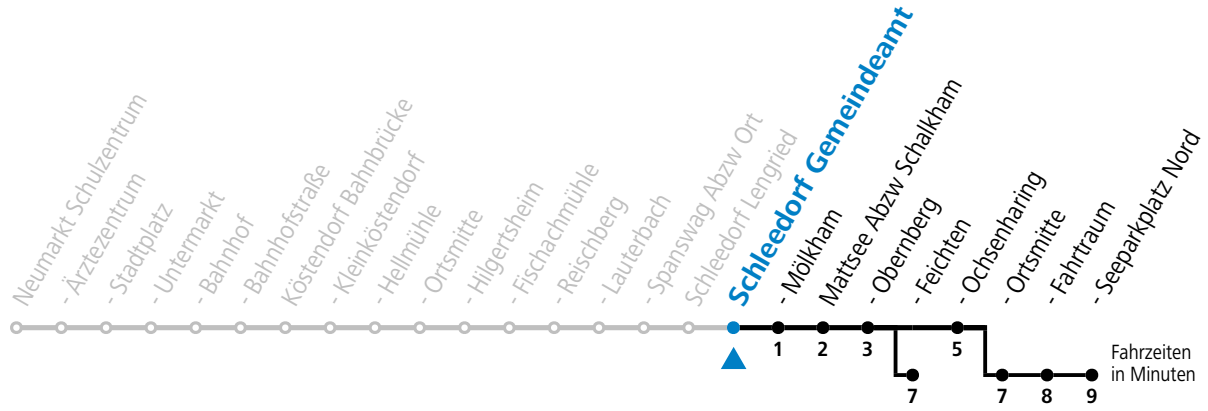 Neumarkt Schulzentrum
- Ärztezentrum
- Stadtplatz
- Untermarkt
- Bahnhof
- Bahnhofstraße
Köstendorf Bahnbrücke
- Kleinköstendorf
- Hellmühle
- Ortsmitte
- Hilgertsheim
- Fischachmühle
- Reischberg
- Lauterbach
- Spanswag Abzw Ort
Schleedorf Lengried
Schleedorf Gemeindeamt
- Mölkham
Mattsee Abzw Schalkham
- Obernberg
- Feichten
- Ochsenharing
- Ortsmitte
- Fahrtraum
- Seeparkplatz Nord
1 2 3 5
7 7 8 9
Fahrzeiten
in Minuten